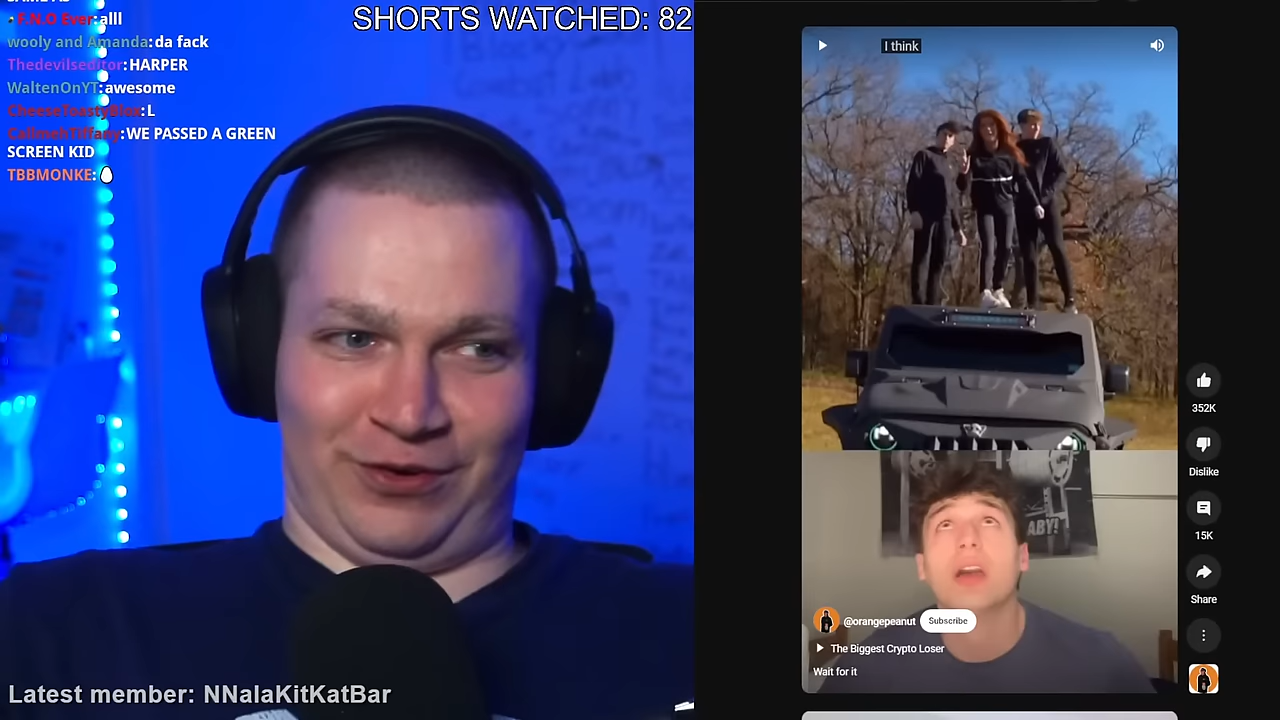 F.N.O Ever: alll
wooly and Amanda: da fack
Thedevilseditor: HARPER
WaltenOnYT: awesome
CheeseToastyBlox: L
CallmehTiffany: WE PASSED A GREEN
SCREEN KID
TBBMONKE:
SHORTS WATCHED: 82
Latest member: NNalaKitKatBar
I think
352K
Dislike
15K
Share
ABY!
@orangepeanut Subscribe
The Biggest Crypto Loser
Wait for it